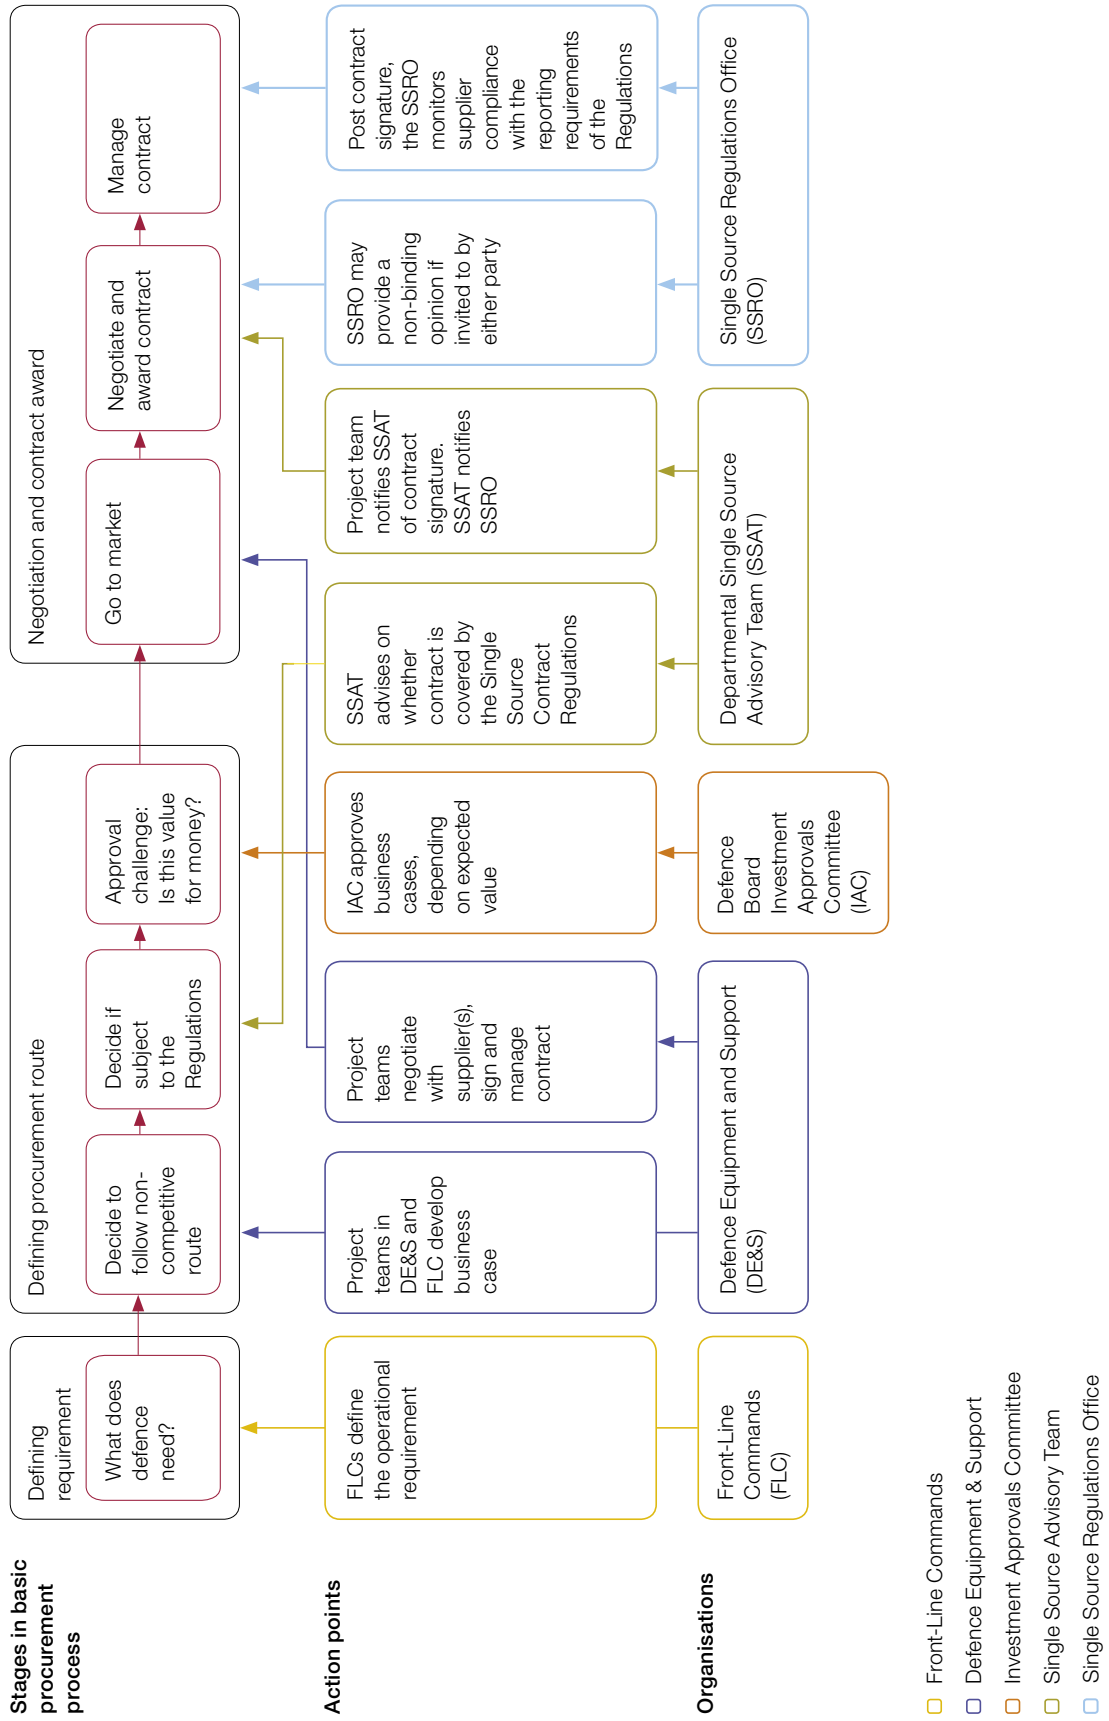 Stages in basic
procurement
process
Defining
requirement
What does
defence
need?
Defining procurement route
Decide to
follow non-
competitive
route
Decide if
subject
to the
Regulations
Approval
challenge:
Is this value
for money?
Negotiation and contract award
Go to market
Negotiate and
award contract
Manage
contract
Action points
FLCs define
the operational
requirement
Project
teams in
DE&S and
FLC develop
business
case
Project
teams
negotiate
with
supplier(s),
sign and
manage
contract
IAC approves
business
cases,
depending
on expected
value
SSAT
advises on
whether
contract is
covered by
the Single
Source
Contract
Regulations
Project team
notifies SSAT
of contract
signature.
SSAT notifies
SSRO
SSRO may
provide a
non-binding
opinion if
invited to by
either party
Post contract
signature,
the SSRO
monitors
supplier
compliance
with the
reporting
requirements
of the
Regulations
Organisations
Front-Line
Commands
(FLC)
Defence Equipment and Support
(DE&S)
Defence
Board
Investment
Approvals
Committee
(IAC)
Departmental Single Source
Advisory Team (SSAT)
Single Source Regulations Office
(SSRO)
Front-Line Commands
Defence Equipment & Support
Investment Approvals Committee
Single Source Advisory Team
Single Source Regulations Office